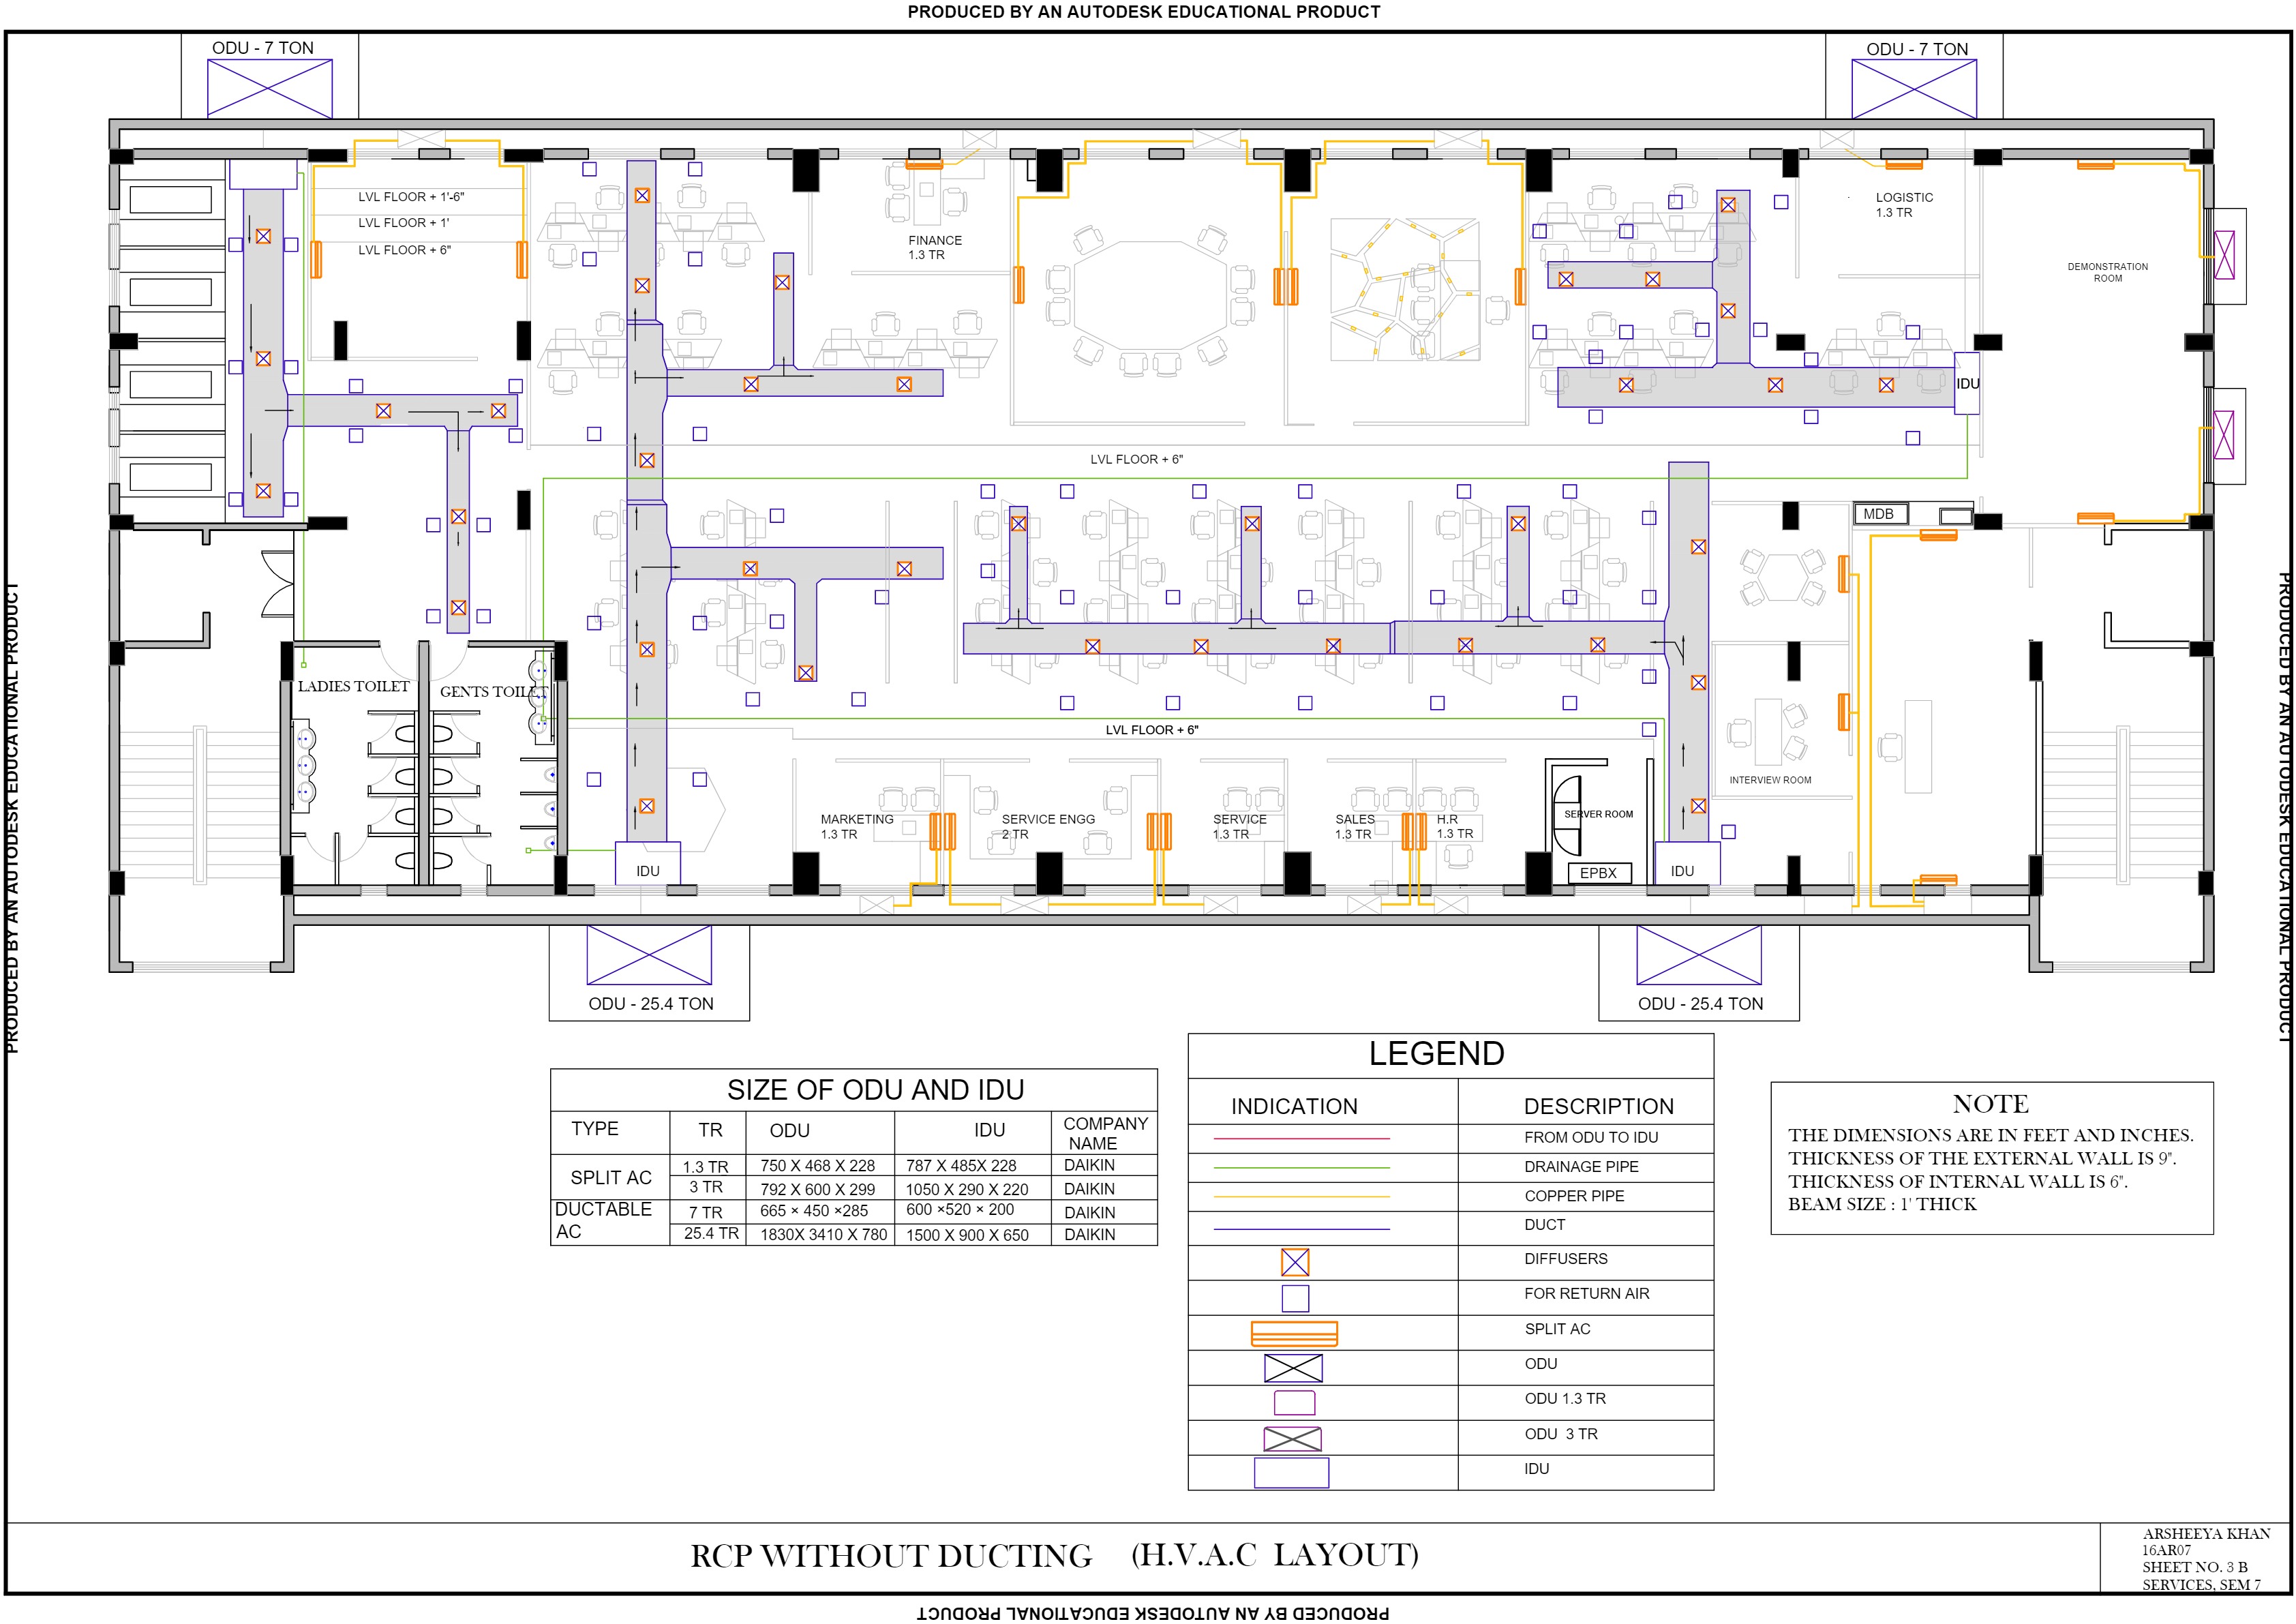 PRODUCED BY AN AUTODESK EDUCATIONAL PRODUCT
ODU - 7 TON
ODU - 7 TON
LVL FLOOR + 1'-6"
LVL FLOOR + 1'
LVL FLOOR + 6"
FINANCE
1.3 TR
LOGISTIC
1.3 TR
DEMONSTRATION
ROOM
IDU
LVL FLOOR + 6"
MDB
PRODUCED BY AN AUTODESK EDUCATIONAL PRODUCT
PRODUCED BY AN AUTODESK EDUCATIONAL PRODUCT
LADIES TOILET
GENTS TOILET
LVL FLOOR + 6"
INTERVIEW ROOM
MARKETING
1.3 TR
SERVICE ENGG
2 TR
SERVICE
1.3 TR
SALES
1.3 TR
H.R
1.3 TR
SERVER ROOM
EPBX
IDU
IDU
ODU - 25.4 TON
ODU - 25.4 TON
SIZE OF ODU AND IDU
TYPE TR ODU IDU COMPANY NAME
SPLIT AC
1.3 TR 750 X 468 X 228 787 X 485X 228 DAIKIN
3 TR 792 X 600 X 299 1050 X 290 X 220 DAIKIN
DUCTABLE AC
7 TR 665 × 450 ×285 600 ×520 × 200 DAIKIN
25.4 TR 1830X 3410 X 780 1500 X 900 X 650 DAIKIN
LEGEND
INDICATION DESCRIPTION
FROM ODU TO IDU
DRAINAGE PIPE
COPPER PIPE
DUCT
DIFFUSERS
FOR RETURN AIR
SPLIT AC
ODU
ODU 1.3 TR
ODU 3 TR
IDU
NOTE
THE DIMENSIONS ARE IN FEET AND INCHES.
THICKNESS OF THE EXTERNAL WALL IS 9".
THICKNESS OF INTERNAL WALL IS 6".
BEAM SIZE : 1' THICK
RCP WITHOUT DUCTING (H.V.A.C LAYOUT)
ARSHEEYA KHAN
16AR07
SHEET NO. 3 B
SERVICES, SEM 7
PRODUCED BY AN AUTODESK EDUCATIONAL PRODUCT